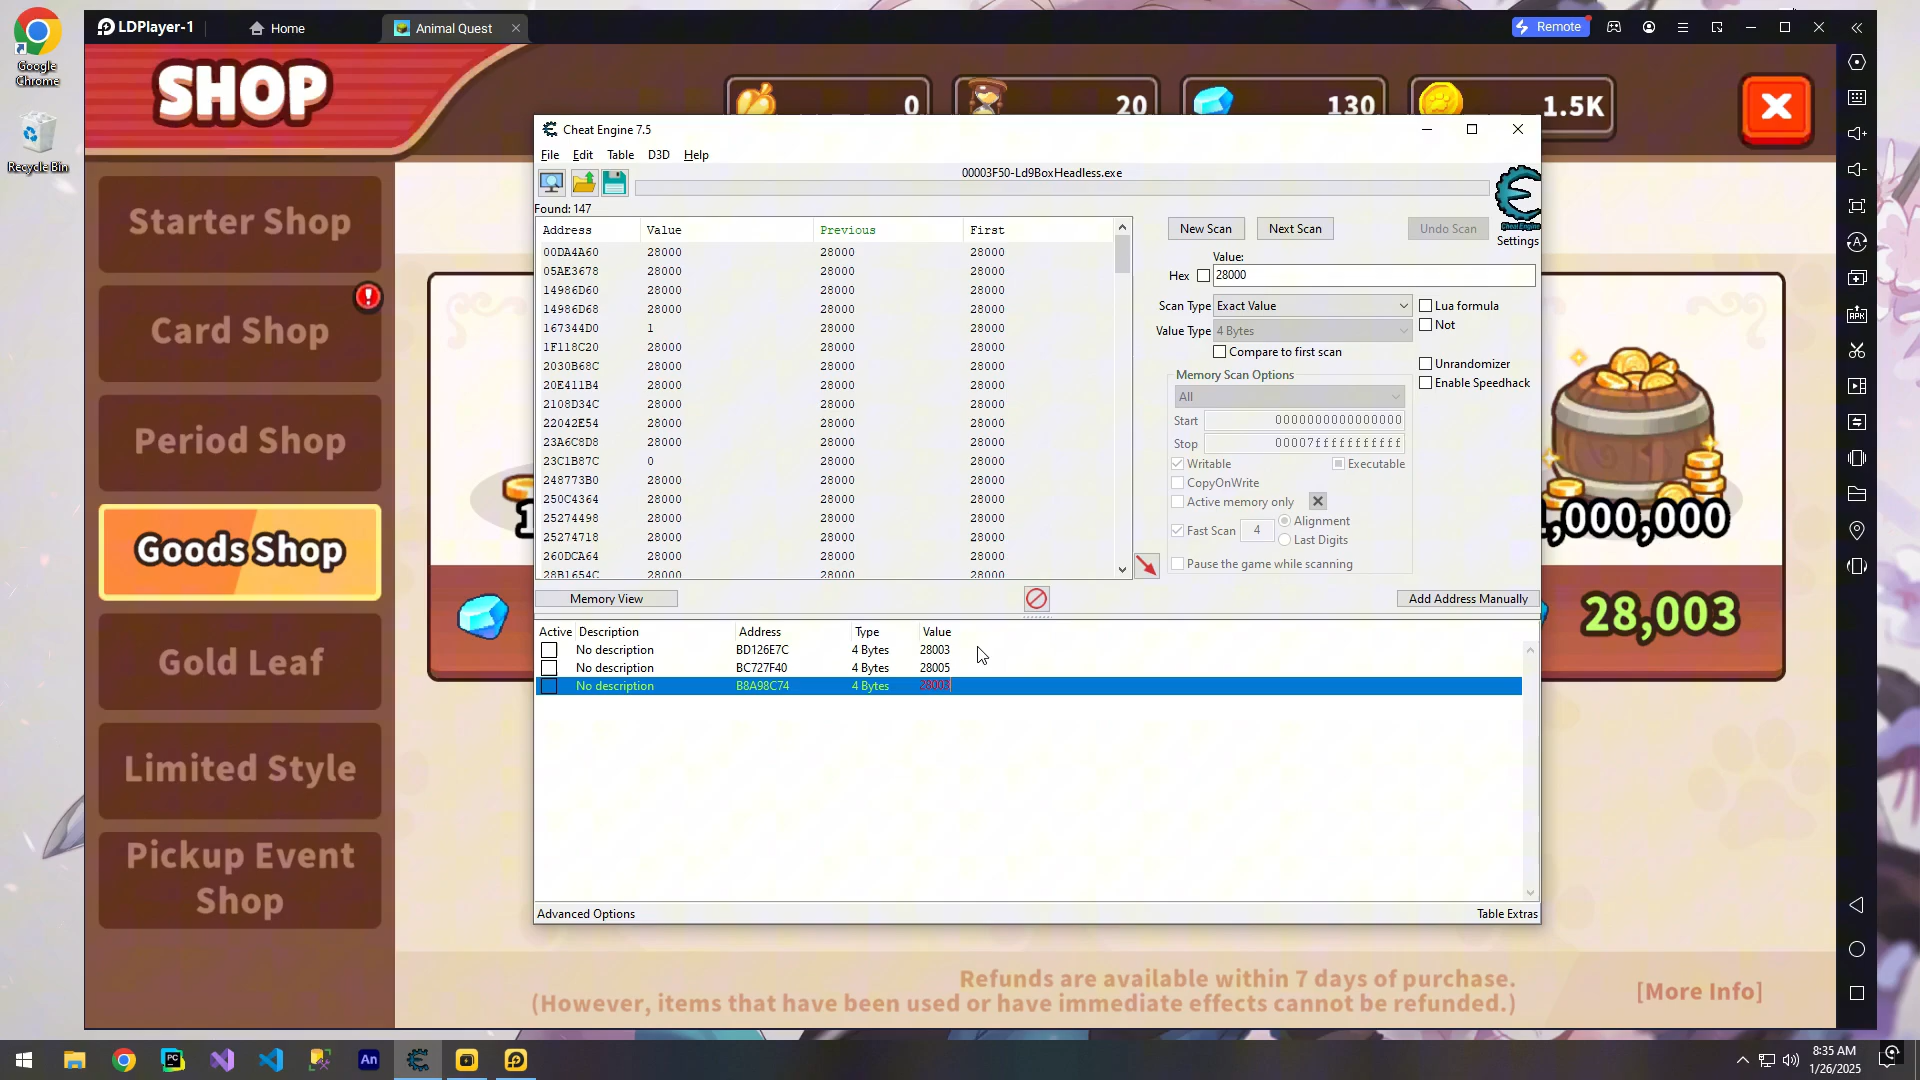 Google
Chrome
Recycle Bin
LDPlayer-1
Home
Animal Quest
Remote
SHOP
0
20
130
1.5K
Starter Shop
Card Shop
Period Shop
Goods Shop
Gold Leaf
Limited Style
Pickup Event
Shop
Cheat Engine 7.5
File Edit Table D3D Help
00003F50-Ld9BoxHeadless.exe
Found: 147
Address Value Previous First
00DA4A60 28000 28000 28000
05AE3678 28000 28000 28000
14986D60 28000 28000 28000
14986D68 28000 28000 28000
167344D0 1 28000 28000
1F118C20 28000 28000 28000
2030B68C 28000 28000 28000
20E411B4 28000 28000 28000
2108D34C 28000 28000 28000
22042E54 28000 28000 28000
23A6C8D8 28000 28000 28000
23C1B87C 0 28000 28000
248773B0 28000 28000 28000
250C4364 28000 28000 28000
25274498 28000 28000 28000
25274718 28000 28000 28000
260DCA64 28000 28000 28000
28B1654C 28000 28000 28000
New Scan Next Scan Undo Scan
Cheat Engine
Settings
Value:
Hex 28000
Scan Type Exact Value
Value Type 4 Bytes
Compare to first scan
Lua formula
Not
Unrandomizer
Enable Speedhack
Memory Scan Options
All
Start 0000000000000000
Stop 00007fffffffffff
Writable Executable
CopyOnWrite
Active memory only
Fast Scan 4 Alignment
Last Digits
Pause the game while scanning
Memory View
Add Address Manually
Active Description Address Type Value
No description BD126E7C 4 Bytes 28003
No description BC727F40 4 Bytes 28005
No description B8A98C74 4 Bytes 28003
Advanced Options
Table Extras
,000,000
28,003
Refunds are available within 7 days of purchase.
(However, items that have been used or have immediate effects cannot be refunded.)
[More Info]
APK
PC
An
8:35 AM
1/26/2025